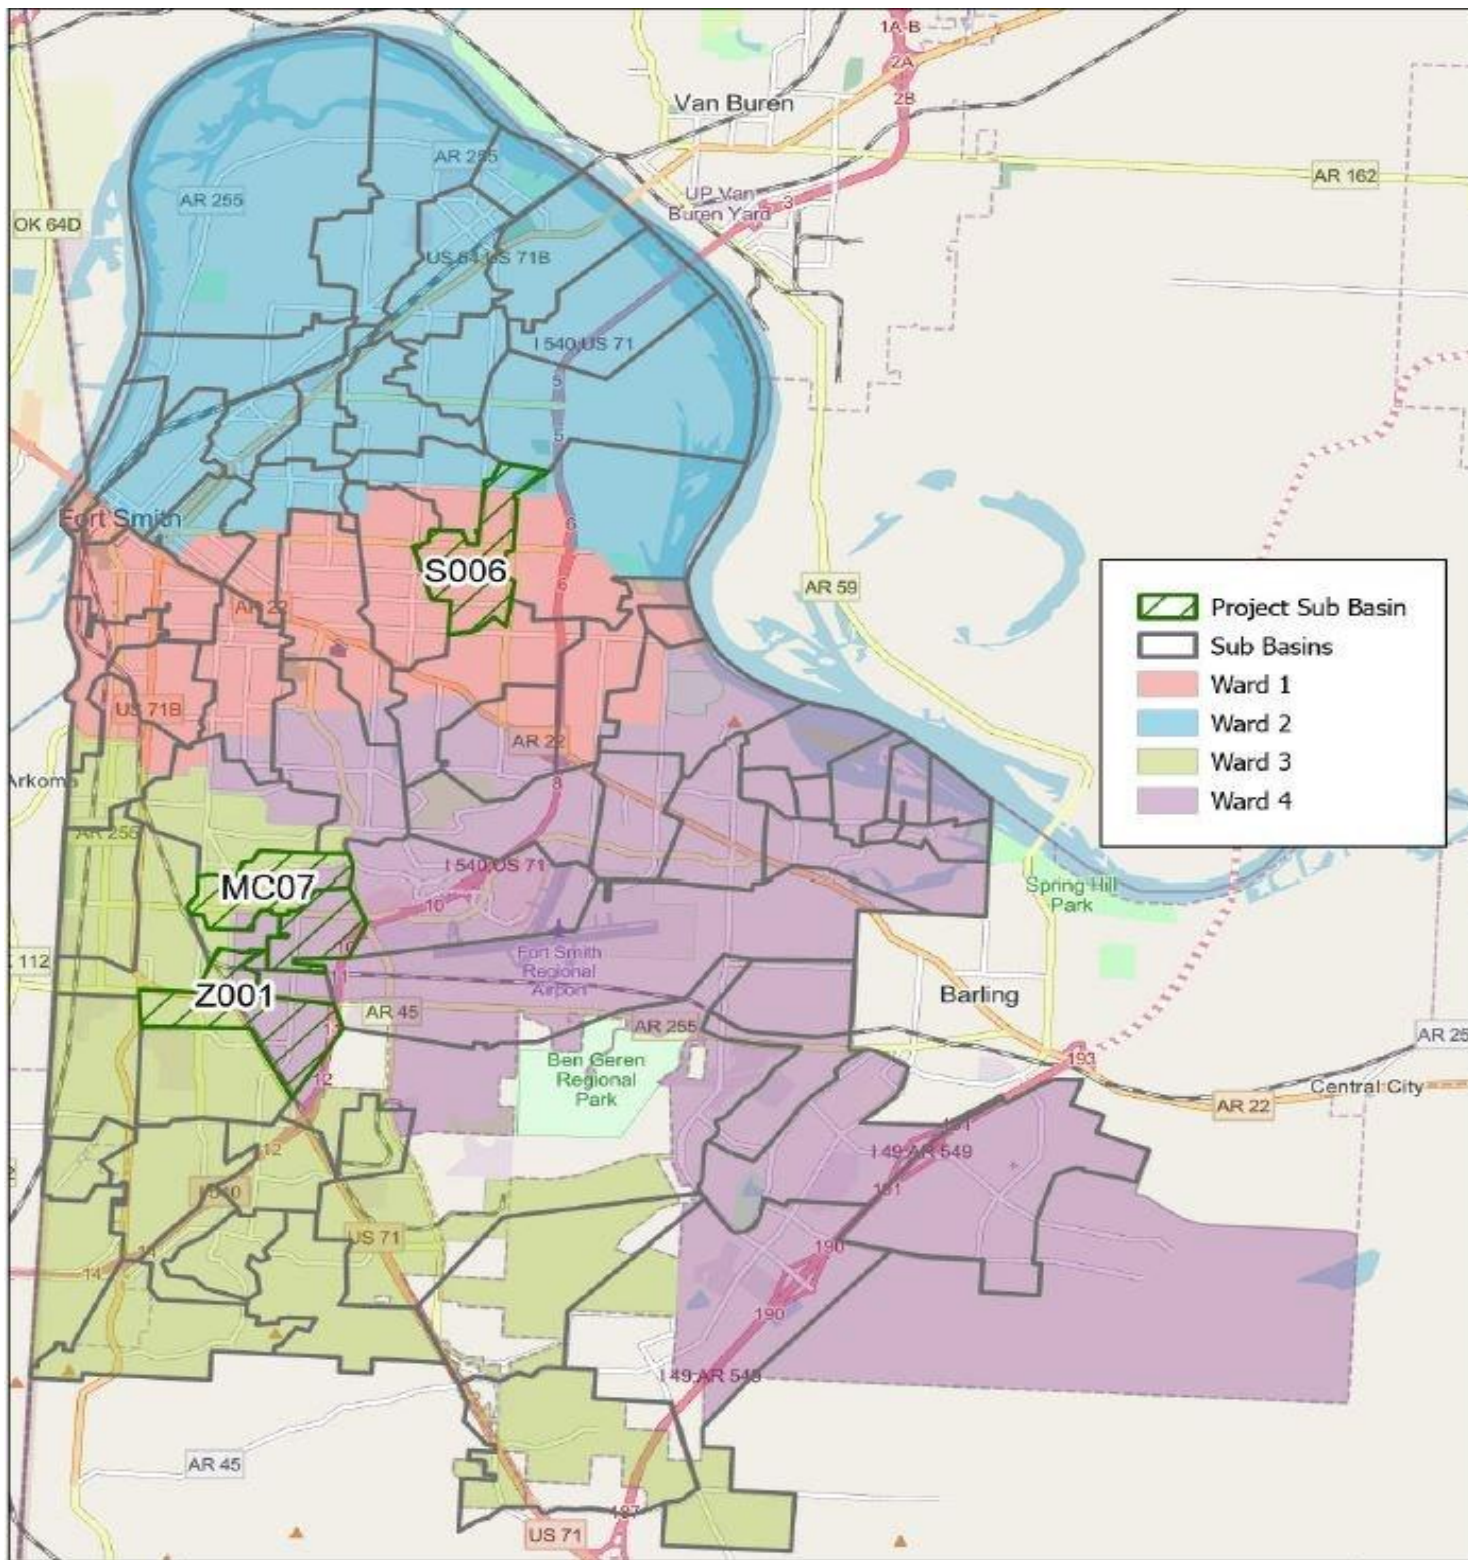 1A-B
2A
2B
Van Buren
AR 255
AR 162
AR 255
UP Van
Buren Yard
3
OK 64D
US 64 US 71B
I 540 US 71
5
5
Fort Smith
6
S006
6
AR 59
AR 22
Project Sub Basin
Sub Basins
Ward 1
Ward 2
Ward 3
Ward 4
US 71B
AR 22
Arkoma
8
AR 255
I 540 US 71
MC07
10
Spring Hill
Park
Fort Smith
Regional
Airport
112
11
Z001
Barling
AR 45
AR 255
AR 25
193
Ben Geren
Regional
Park
12
Central City
AR 22
12
I 49 AR 549
191
US 71
190
14
14
190
I 49 AR 549
AR 45
187
US 71